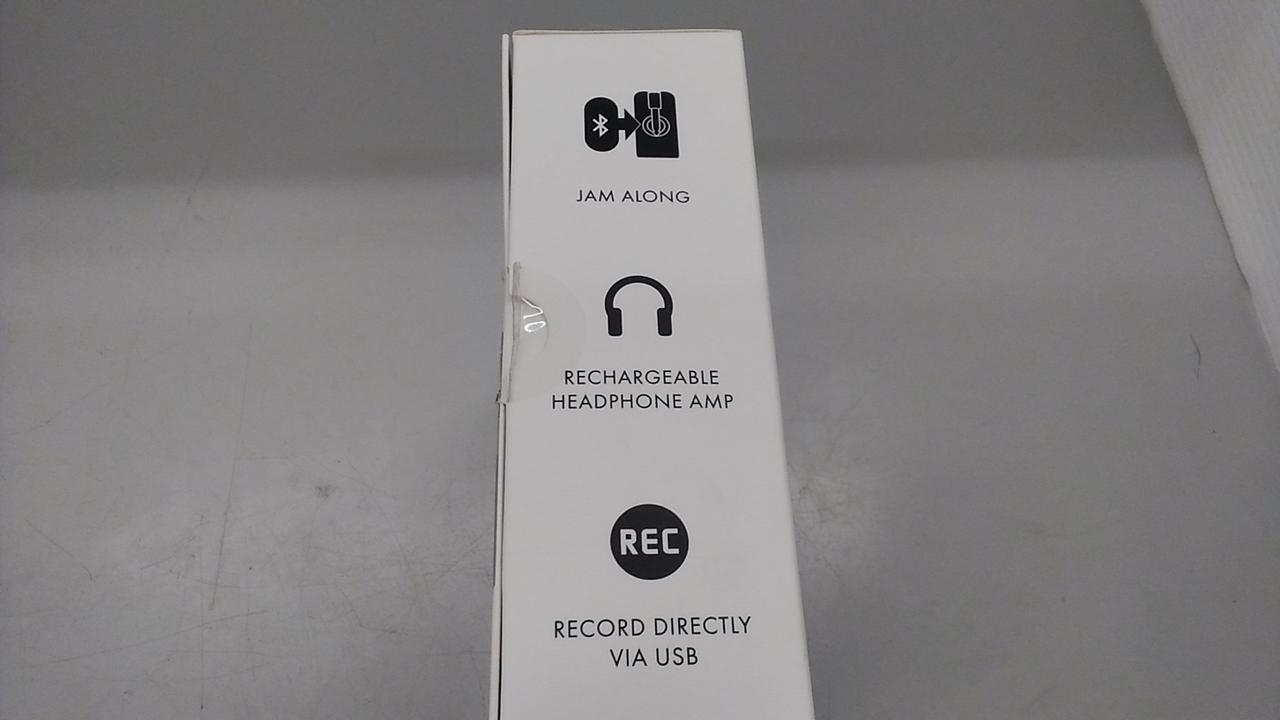 JAM ALONG
RECHARGEABLE
HEADPHONE AMP
REC
RECORD DIRECTLY
VIA USB